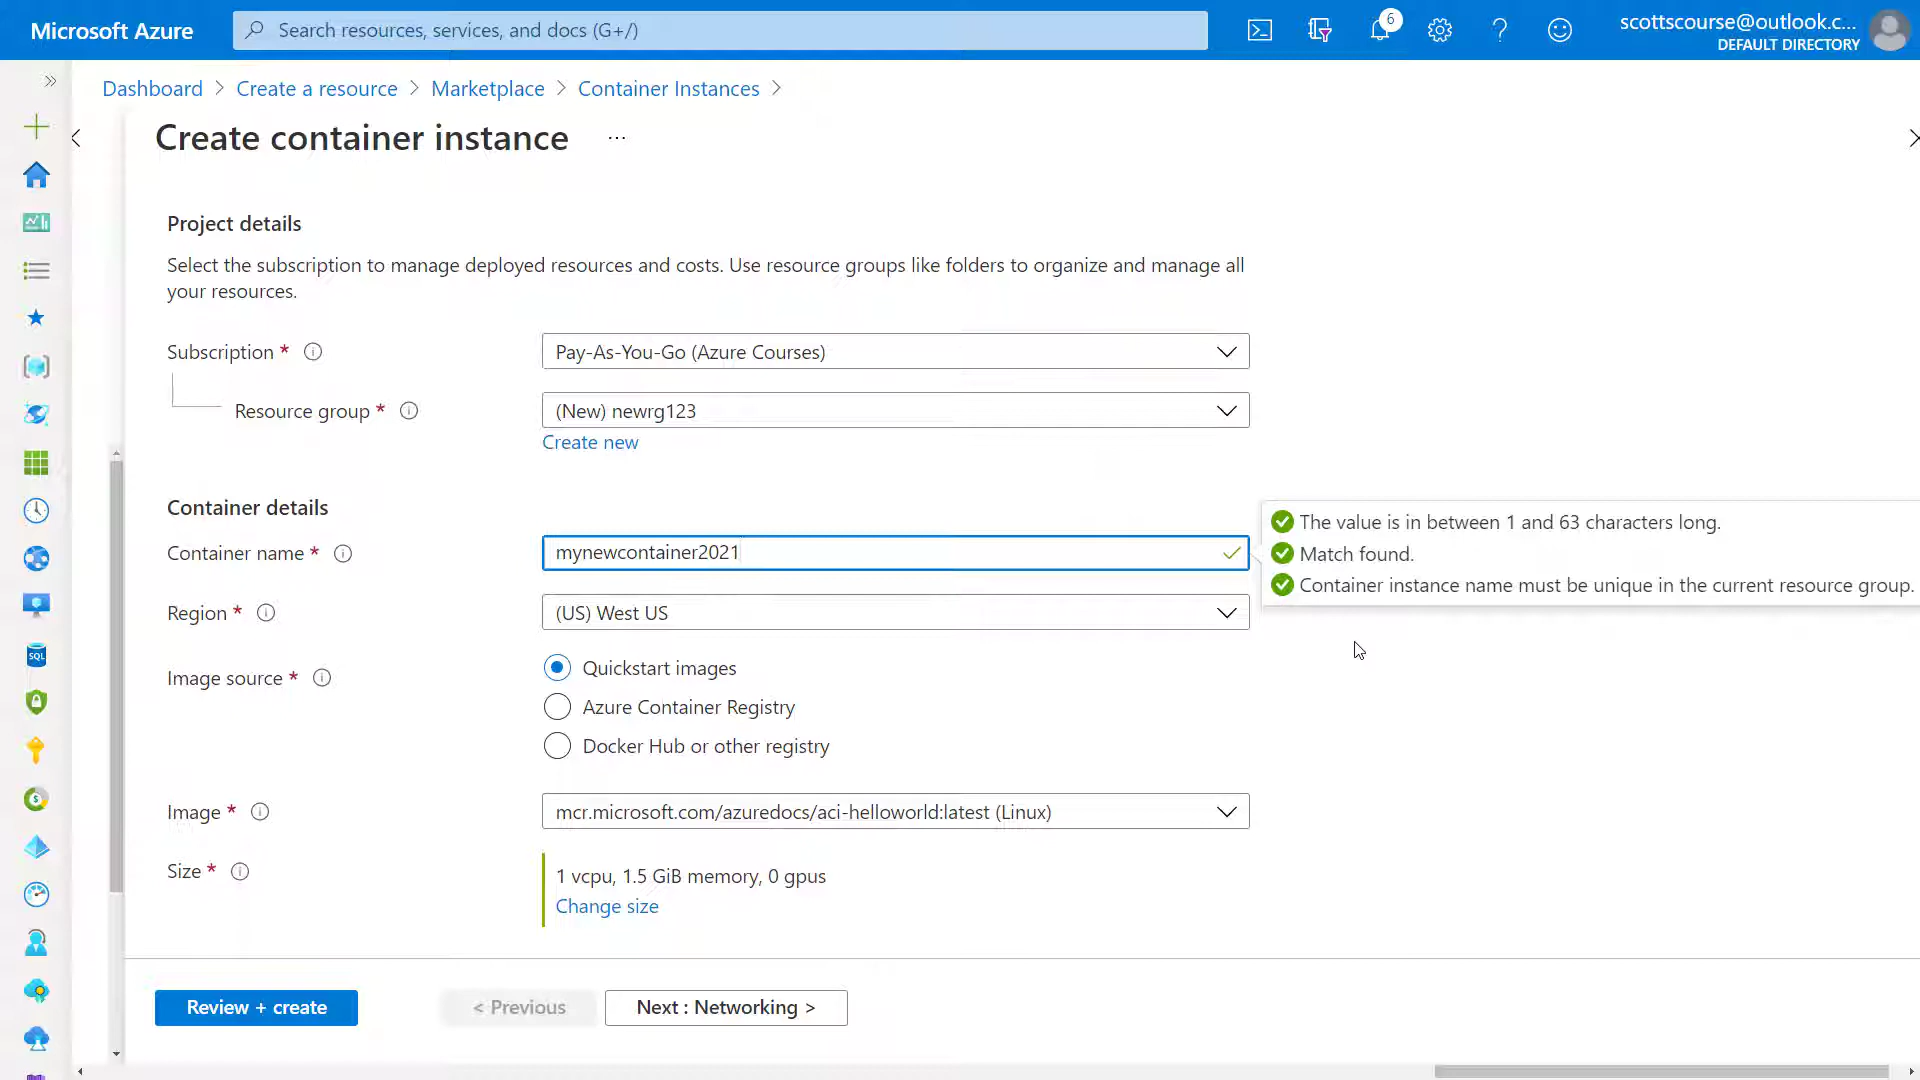 Microsoft Azure
Search resources, services, and docs (G+/)
6
scottscourse@outlook.c...
DEFAULT DIRECTORY
Dashboard > Create a resource > Marketplace > Container Instances >
Create container instance ...
Project details
Select the subscription to manage deployed resources and costs. Use resource groups like folders to organize and manage all
your resources.
Subscription *
Pay-As-You-Go (Azure Courses)
Resource group *
(New) newrg123
Create new
Container details
Container name *
mynewcontainer2021
The value is in between 1 and 63 characters long.
Match found.
Container instance name must be unique in the current resource group.
Region *
(US) West US
Image source *
Quickstart images
Azure Container Registry
Docker Hub or other registry
Image *
mcr.microsoft.com/azuredocs/aci-helloworld:latest (Linux)
Size *
1 vcpu, 1.5 GiB memory, 0 gpus
Change size
Review + create
< Previous
Next : Networking >
SQL